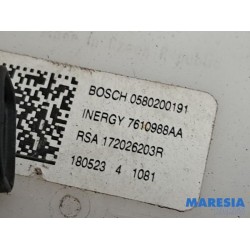 BOSCH 0580200191
INERGY 7610988AA
RSA 172026203R
180523 4 1081
MARESIA